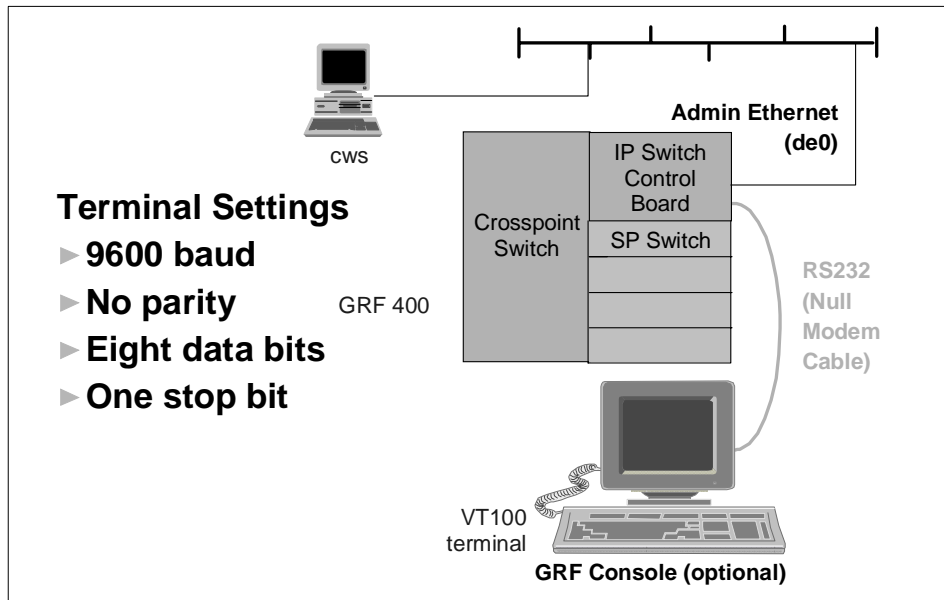 Admin Ethernet
(de0)
cws
IP Switch
Control
Board
Crosspoint
Switch
SP Switch
Terminal Settings
9600 baud
No parity
Eight data bits
One stop bit
GRF 400
RS232
(Null
Modem
Cable)
VT100
terminal
GRF Console (optional)